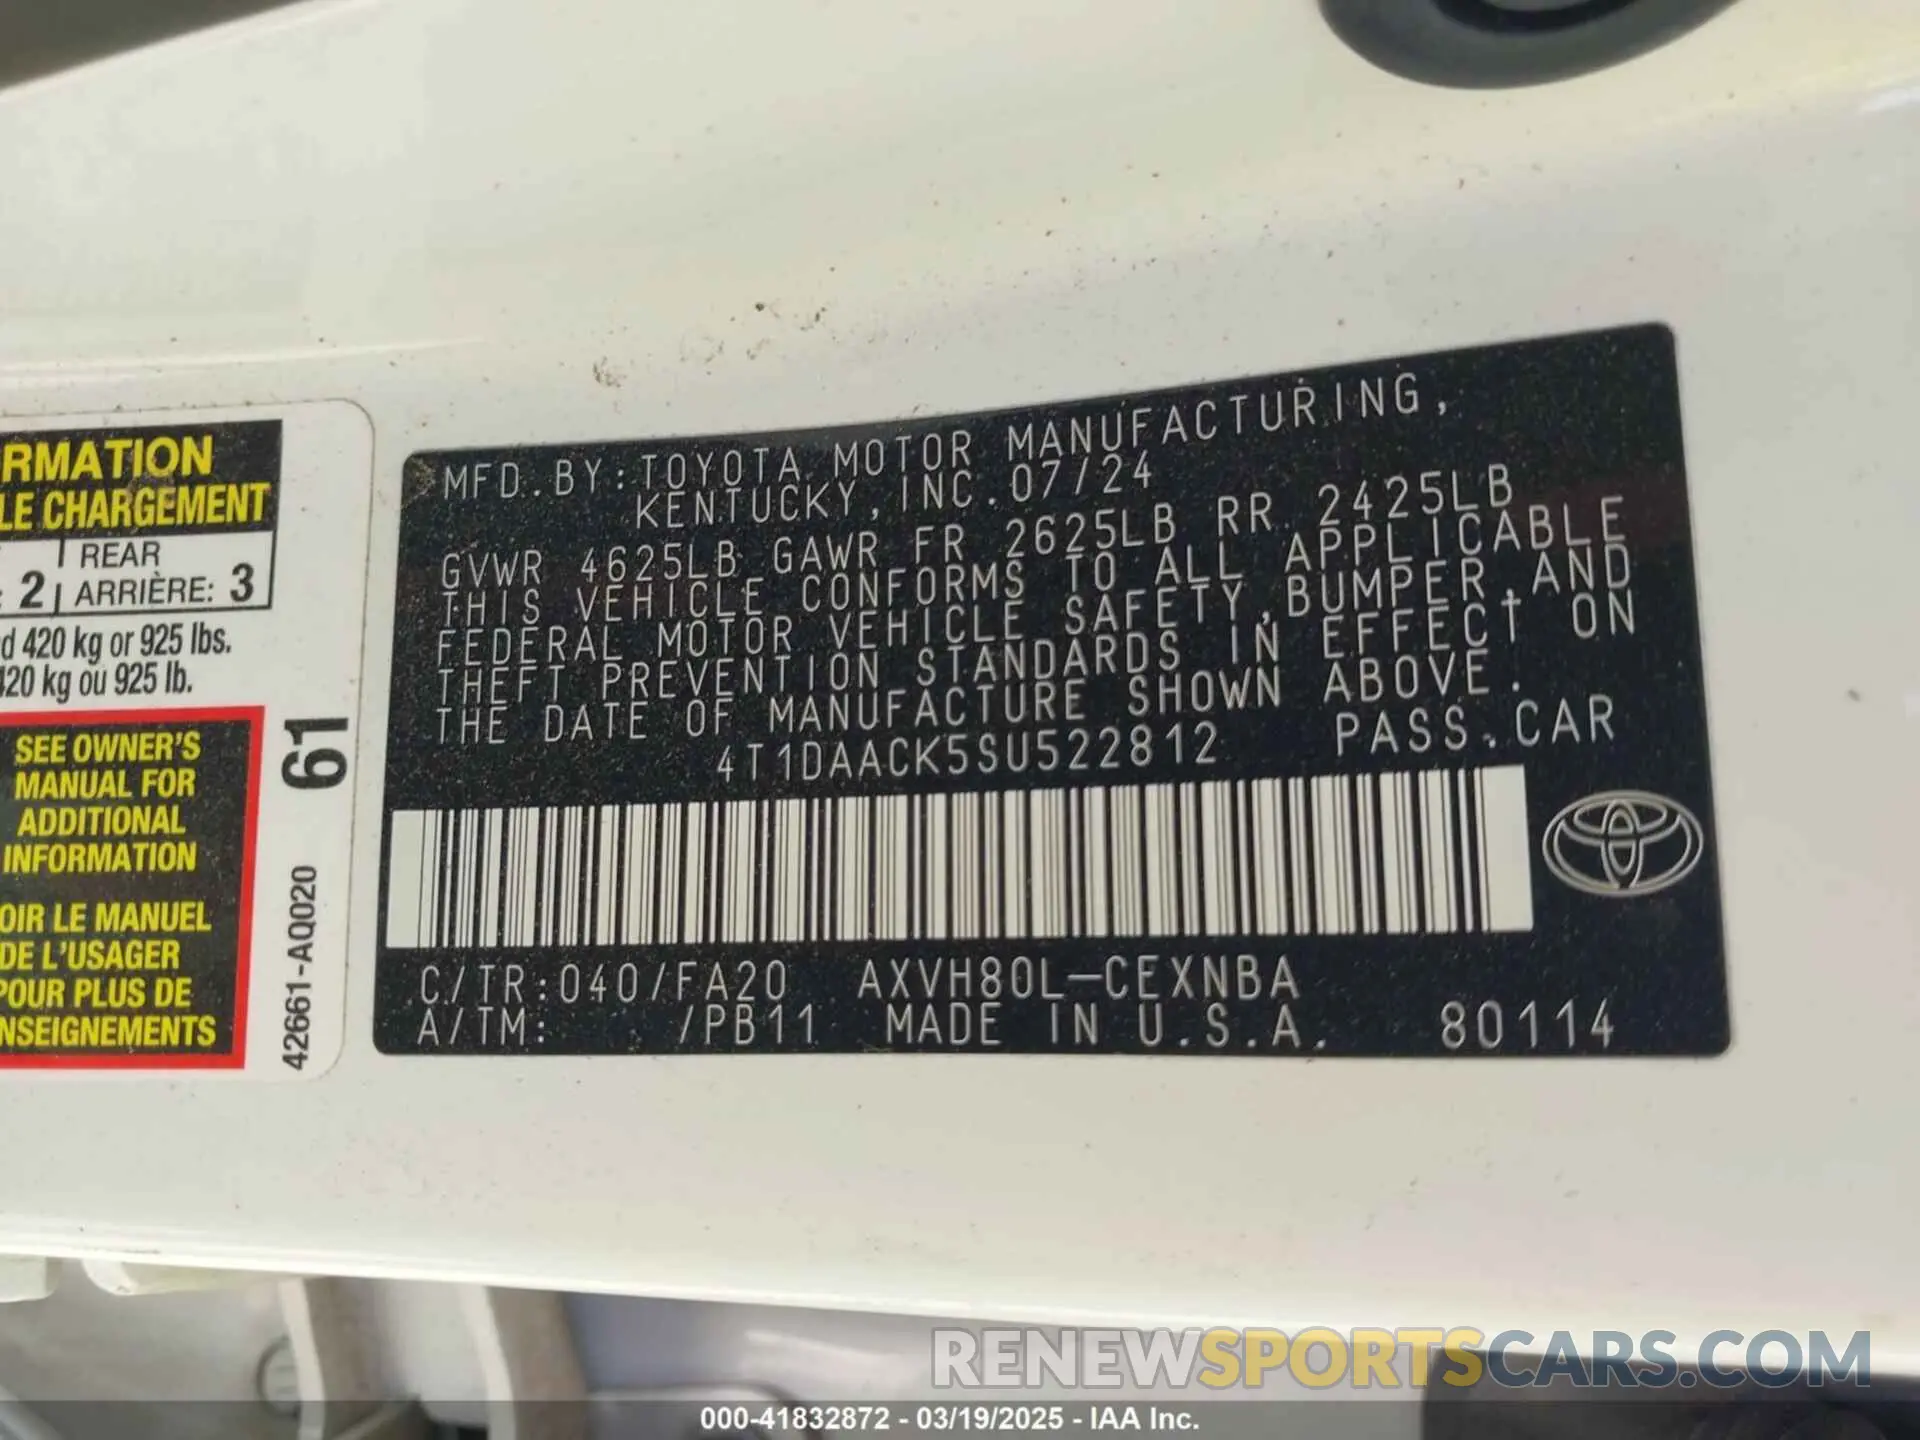 RMATION
LE CHARGEMENT
REAR
2 ARRIÈRE: 3
d 420 kg or 925 lbs.
420 kg ou 925 lb.
SEE OWNER'S
MANUAL FOR
ADDITIONAL
INFORMATION
OIR LE MANUEL
DE L'USAGER
POUR PLUS DE
NSEIGNEMENTS
61
42661-AQ020
MFD. BY: TOYOTA MOTOR MANUFACTURING,
KENTUCKY, INC. 07/24
GVWR 4625LB GAWR FR 2625LB RR 2425LB
THIS VEHICLE CONFORMS TO ALL APPLICABLE
FEDERAL MOTOR VEHICLE SAFETY, BUMPER, AND
THEFT PREVENTION STANDARDS IN EFFECT ON
THE DATE OF MANUFACTURE SHOWN ABOVE.
4T1DAACK5SU522812 PASS. CAR
C/TR:040/FA20 AXVH80L-CEXNBA
A/TM: /PB11 MADE IN U.S.A. 80114
RENEWSPORTSCARS.COM
000-41832872 - 03/19/2025 - IAA Inc.